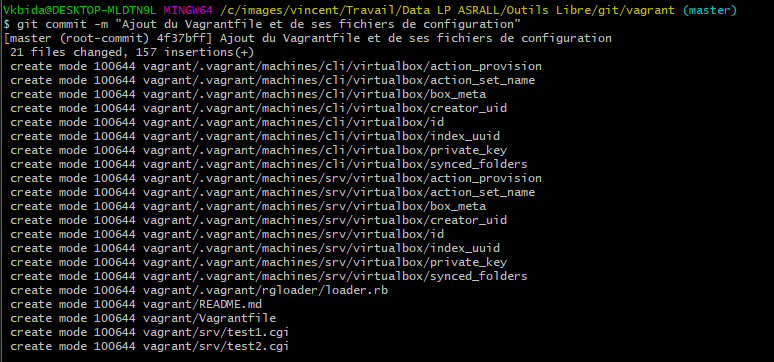 Vkbida@DESKTOP-MLDTN9L MINGW64 /c/images/vincent/Travail/Data LP ASRALL/Outils Libre/git/vagrant (master)
$ git commit -m "Ajout du Vagrantfile et de ses fichiers de configuration"
[master (root-commit) 4f37bff] Ajout du Vagrantfile et de ses fichiers de configuration
 21 files changed, 157 insertions(+)
 create mode 100644 vagrant/.vagrant/machines/cli/virtualbox/action_provision
 create mode 100644 vagrant/.vagrant/machines/cli/virtualbox/action_set_name
 create mode 100644 vagrant/.vagrant/machines/cli/virtualbox/box_meta
 create mode 100644 vagrant/.vagrant/machines/cli/virtualbox/creator_uid
 create mode 100644 vagrant/.vagrant/machines/cli/virtualbox/id
 create mode 100644 vagrant/.vagrant/machines/cli/virtualbox/index_uuid
 create mode 100644 vagrant/.vagrant/machines/cli/virtualbox/private_key
 create mode 100644 vagrant/.vagrant/machines/cli/virtualbox/synced_folders
 create mode 100644 vagrant/.vagrant/machines/srv/virtualbox/action_provision
 create mode 100644 vagrant/.vagrant/machines/srv/virtualbox/action_set_name
 create mode 100644 vagrant/.vagrant/machines/srv/virtualbox/box_meta
 create mode 100644 vagrant/.vagrant/machines/srv/virtualbox/creator_uid
 create mode 100644 vagrant/.vagrant/machines/srv/virtualbox/id
 create mode 100644 vagrant/.vagrant/machines/srv/virtualbox/index_uuid
 create mode 100644 vagrant/.vagrant/machines/srv/virtualbox/private_key
 create mode 100644 vagrant/.vagrant/machines/srv/virtualbox/synced_folders
 create mode 100644 vagrant/.vagrant/rgloader/loader.rb
 create mode 100644 vagrant/README.md
 create mode 100644 vagrant/Vagrantfile
 create mode 100644 vagrant/srv/test1.cgi
 create mode 100644 vagrant/srv/test2.cgi